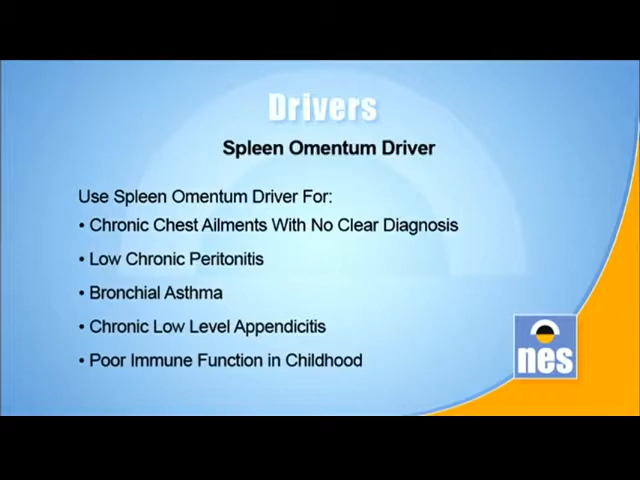 Drivers
Spleen Omentum Driver
Use Spleen Omentum Driver For:
• Chronic Chest Ailments With No Clear Diagnosis
• Low Chronic Peritonitis
• Bronchial Asthma
• Chronic Low Level Appendicitis
• Poor Immune Function in Childhood
nes